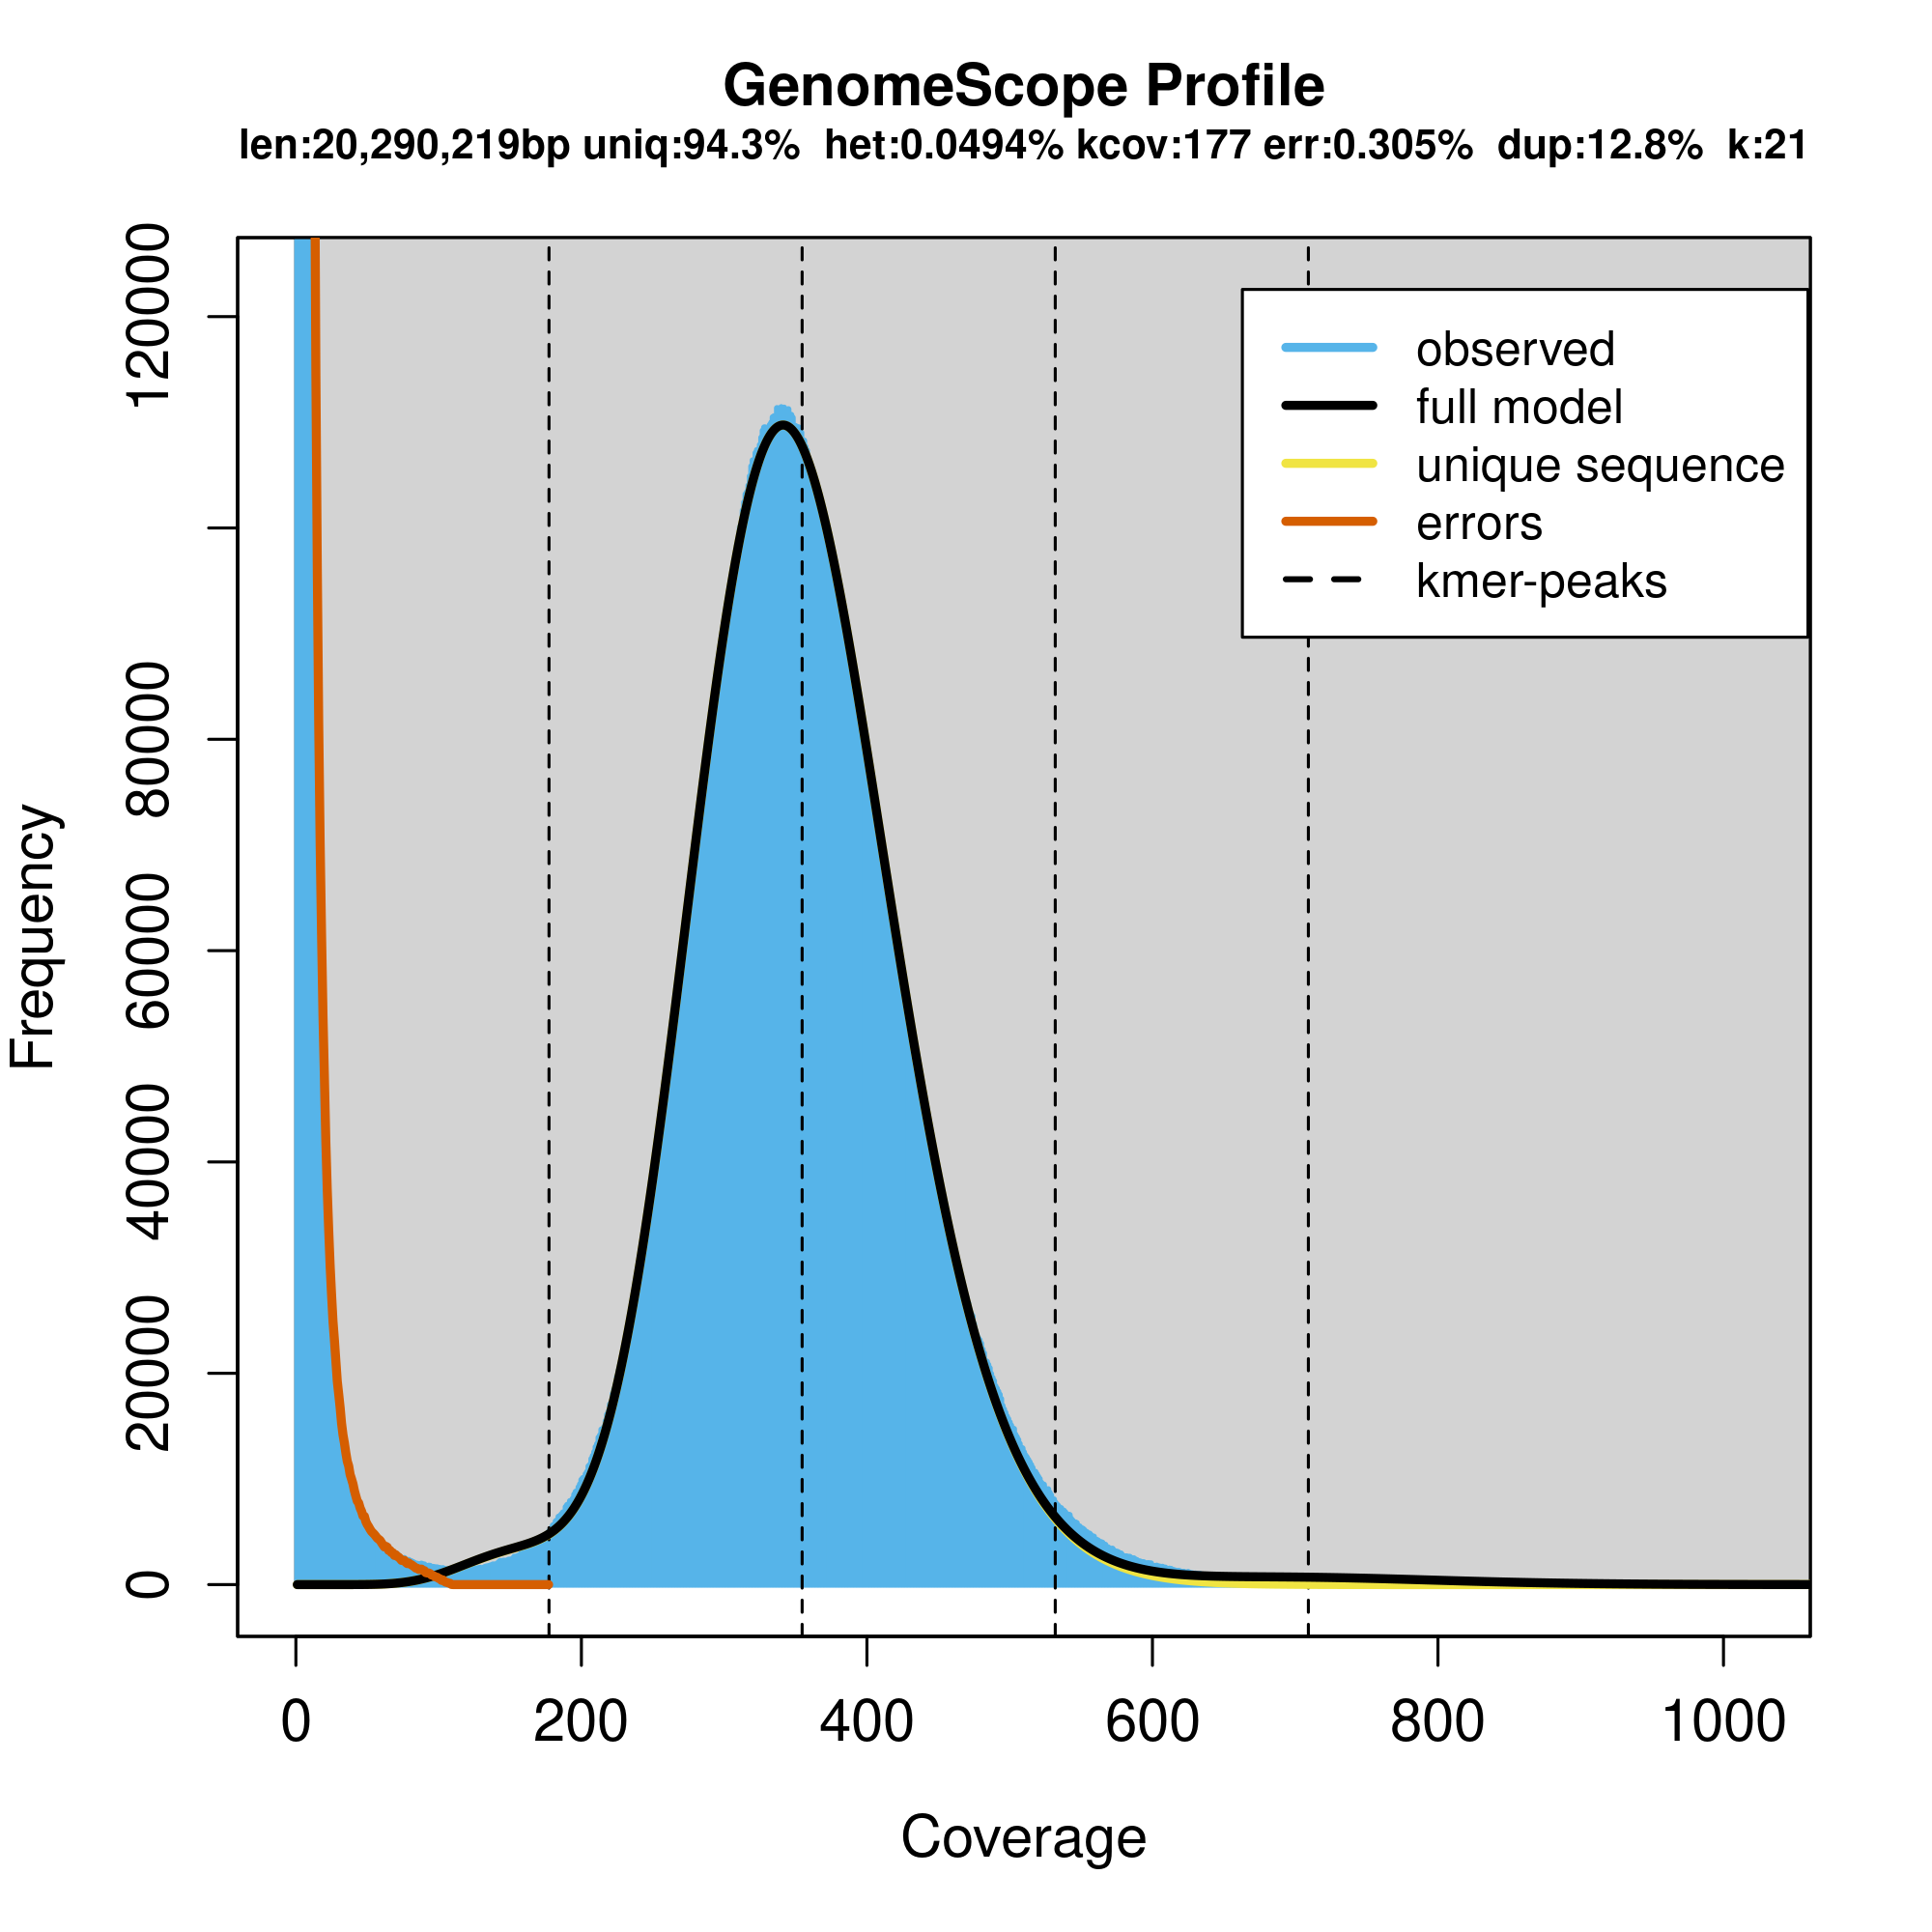 GenomeScope Profile
len:20,290,219bp uniq:94.3% het:0.0494% kcov:177 err:0.305% dup:12.8% k:21
120000
80000
60000
40000
20000
0
Frequency
observed
full model
unique sequence
errors
kmer-peaks
0 200 400 600 800 1000
Coverage